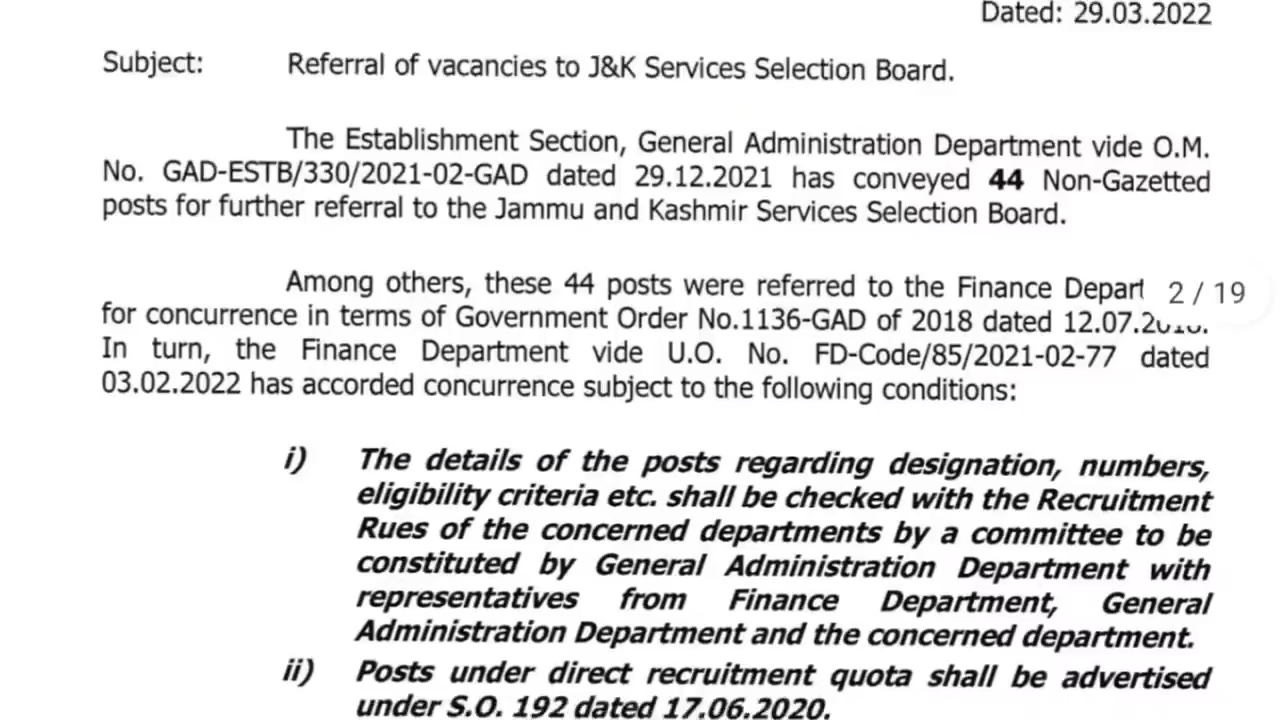 Dated: 29.03.2022
Subject: Referral of vacancies to J&K Services Selection Board.
The Establishment Section, General Administration Department vide O.M.
No. GAD-ESTB/330/2021-02-GAD dated 29.12.2021 has conveyed 44 Non-Gazetted
posts for further referral to the Jammu and Kashmir Services Selection Board.
Among others, these 44 posts were referred to the Finance Depart
2 / 19
for concurrence in terms of Government Order No.1136-GAD of 2018 dated 12.07.2018.
In turn, the Finance Department vide U.O. No. FD-Code/85/2021-02-77 dated
03.02.2022 has accorded concurrence subject to the following conditions:
i) The details of the posts regarding designation, numbers,
eligibility criteria etc. shall be checked with the Recruitment
Rues of the concerned departments by a committee to be
constituted by General Administration Department with
representatives from Finance Department, General
Administration Department and the concerned department.
ii) Posts under direct recruitment quota shall be advertised
under S.O. 192 dated 17.06.2020.